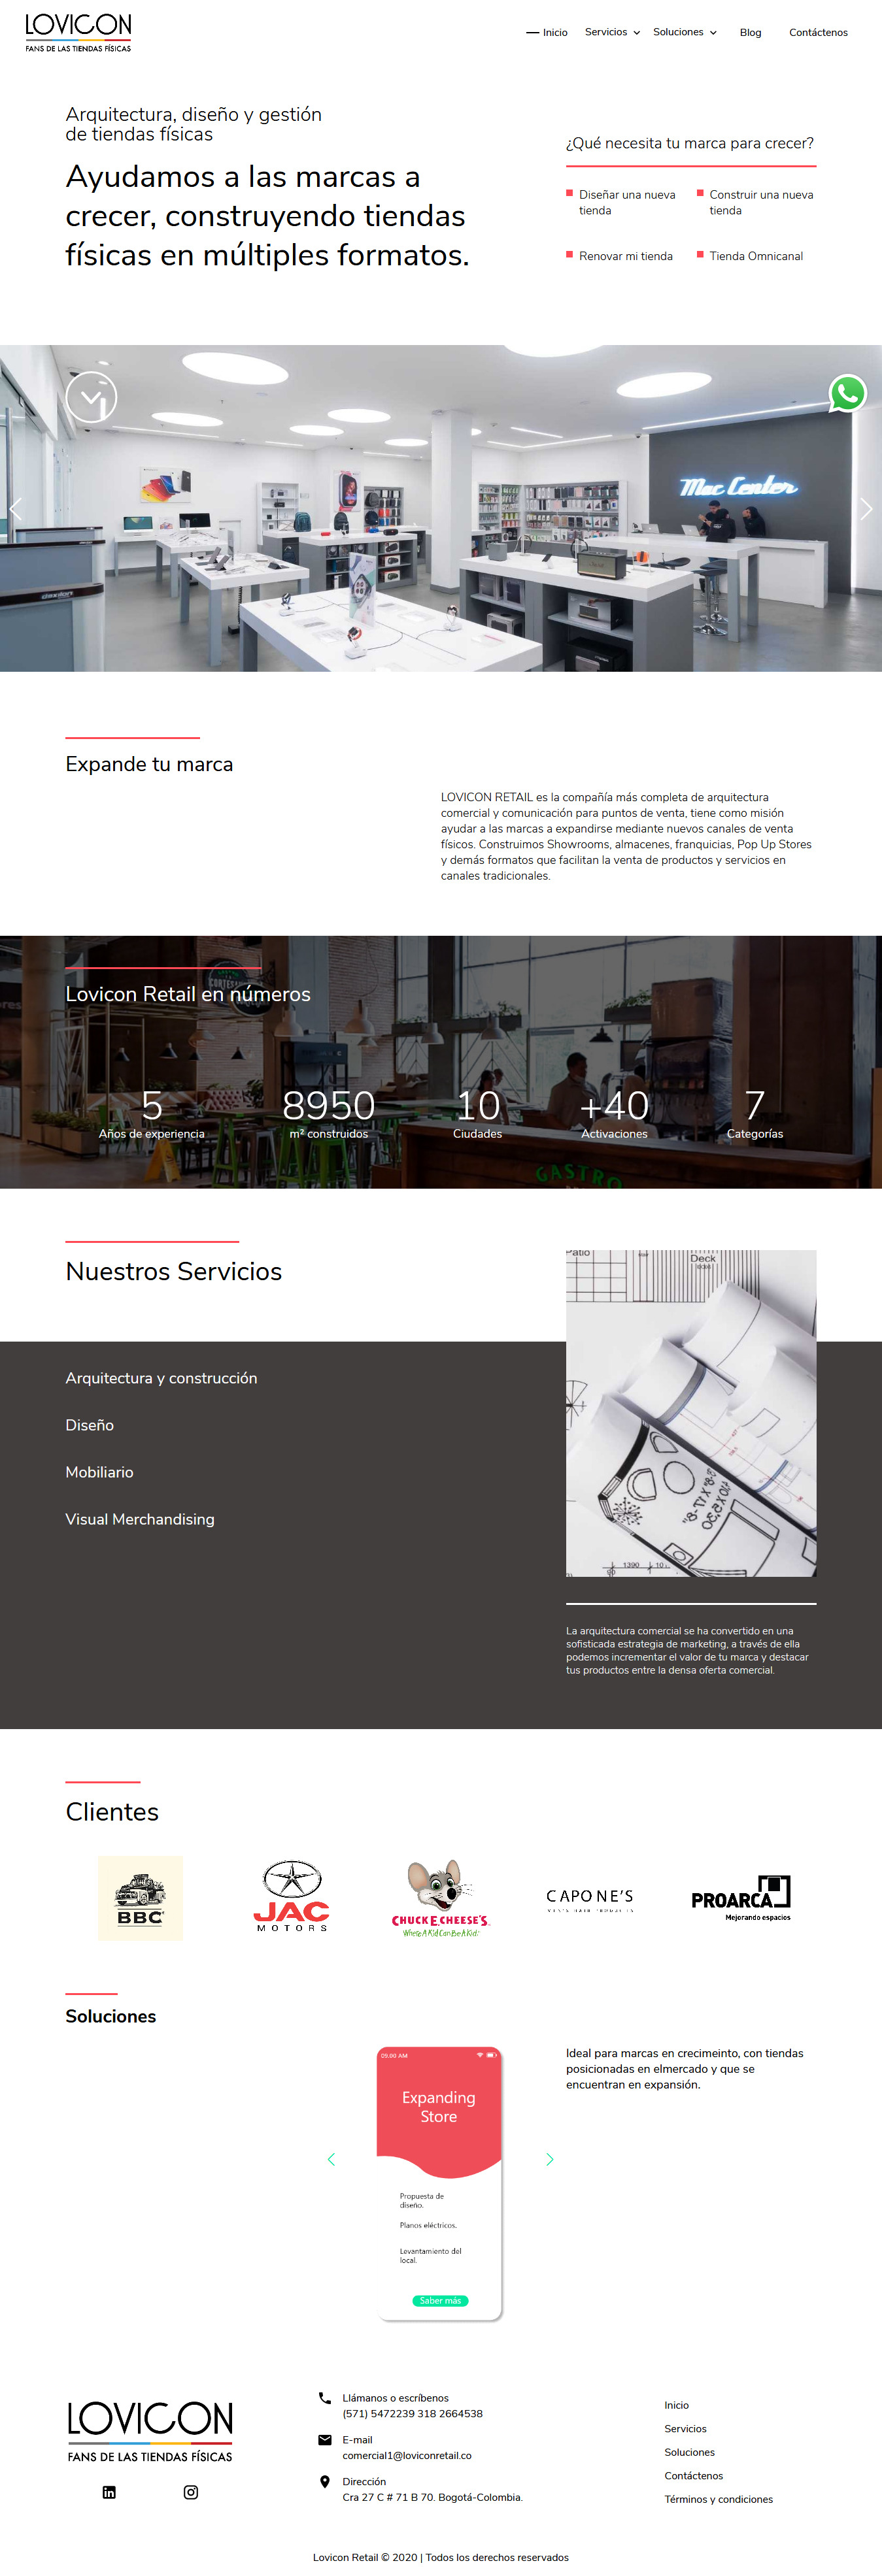 LOVICON
FANS DE LAS TIENDAS FÍSICAS
Inicio
Servicios
Soluciones
Blog
Contáctenos
Arquitectura, diseño y gestión
de tiendas físicas
Ayudamos a las marcas a
crecer, construyendo tiendas
físicas en múltiples formatos.
¿Qué necesita tu marca para crecer?
Diseñar una nueva
tienda
Construir una nueva
tienda
Renovar mi tienda
Tienda Omnicanal
Mac Center
Expande tu marca
LOVICON RETAIL es la compañía más completa de arquitectura
comercial y comunicación para puntos de venta, tiene como misión
ayudar a las marcas a expandirse mediante nuevos canales de venta
físicos. Construimos Showrooms, almacenes, franquicias, Pop Up Stores
y demás formatos que facilitan la venta de productos y servicios en
canales tradicionales.
Lovicon Retail en números
5
Años de experiencia
8950
m² construidos
10
Ciudades
+40
Activaciones
7
Categorías
GASTRO
Nuestros Servicios
Patio
Deck
Arquitectura y construcción
Diseño
Mobiliario
Visual Merchandising
1390
La arquitectura comercial se ha convertido en una
sofisticada estrategia de marketing, a través de ella
podemos incrementar el valor de tu marca y destacar
tus productos entre la densa oferta comercial.
Clientes
BBC
JAC
MOTORS
CHUCK E. CHEESE'S
Where A Kid Can Be A Kid!
CAPONE'S
PROARCA
Mejorando espacios
Soluciones
09:00 AM
Expanding
Store
Propuesta de
diseño.
Planos eléctricos.
Levantamiento del
local.
Saber más
Ideal para marcas en crecimeinto, con tiendas
posicionadas en elmercado y que se
encuentran en expansión.
LOVICON
FANS DE LAS TIENDAS FÍSICAS
Llámanos o escríbenos
(571) 5472239 318 2664538
E-mail
comercial1@loviconretail.co
Dirección
Cra 27 C # 71 B 70. Bogotá-Colombia.
Inicio
Servicios
Soluciones
Contáctenos
Términos y condiciones
Lovicon Retail © 2020 | Todos los derechos reservados